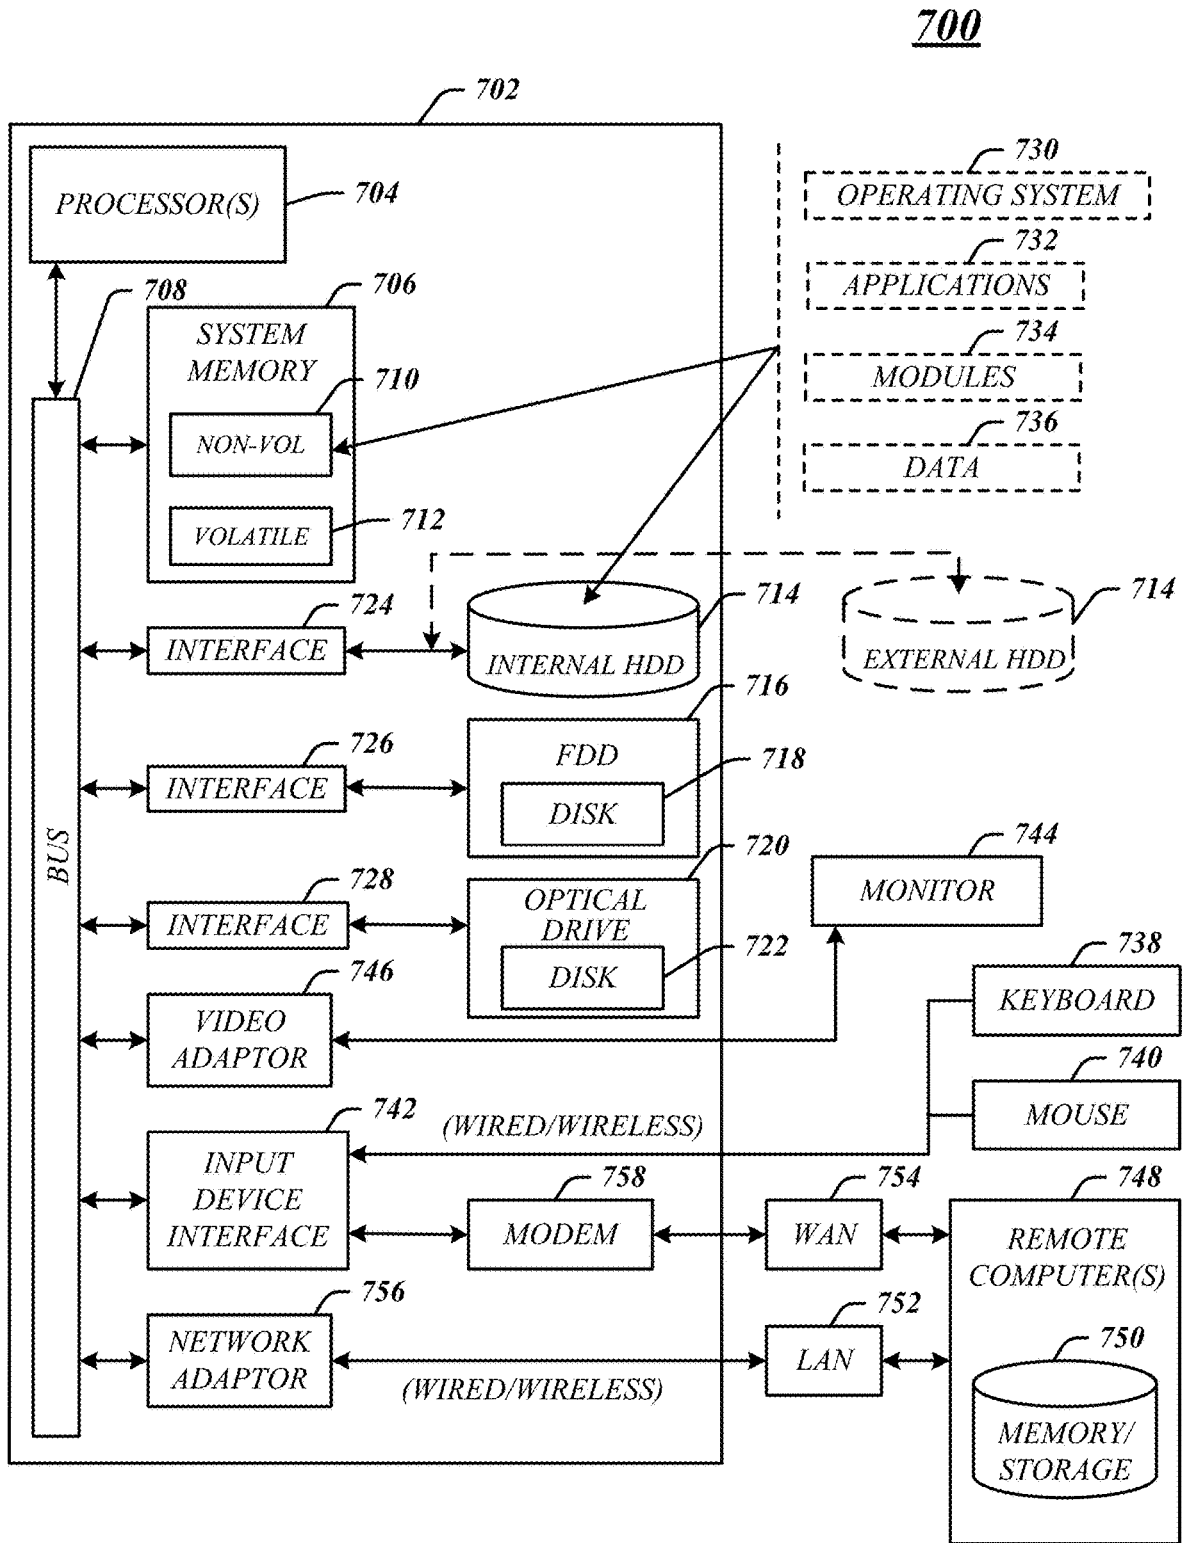 700
702
PROCESSOR(S)
704
730
OPERATING SYSTEM
732
APPLICATIONS
734
MODULES
736
DATA
708
706
SYSTEM
MEMORY
710
NON-VOL
712
VOLATILE
724
INTERFACE
714
INTERNAL HDD
714
EXTERNAL HDD
716
FDD
726
INTERFACE
718
DISK
BUS
720
OPTICAL
DRIVE
728
INTERFACE
722
DISK
744
MONITOR
746
VIDEO
ADAPTOR
738
KEYBOARD
740
MOUSE
742
INPUT
DEVICE
INTERFACE
(WIRED/WIRELESS)
758
MODEM
754
WAN
748
REMOTE
COMPUTER(S)
756
NETWORK
ADAPTOR
(WIRED/WIRELESS)
752
LAN
750
MEMORY/
STORAGE